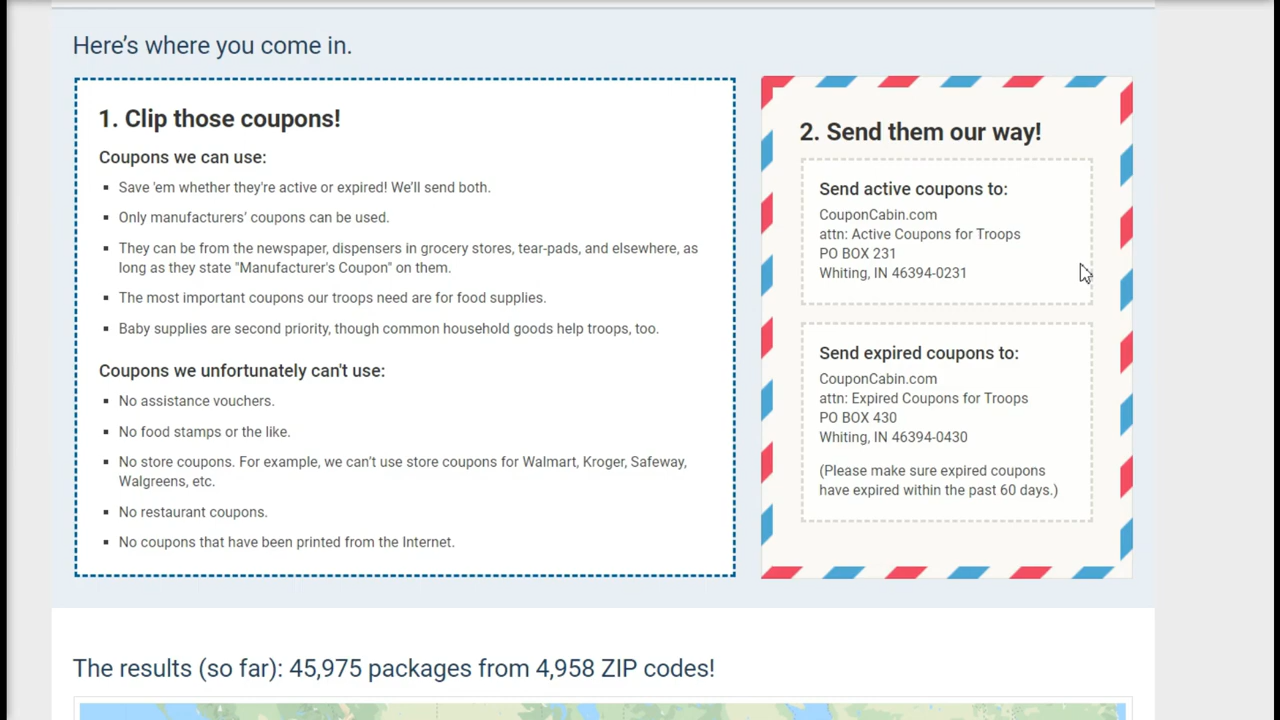 Here’s where you come in.
1. Clip those coupons!
Coupons we can use:
Save 'em whether they're active or expired! We’ll send both.
Only manufacturers’ coupons can be used.
They can be from the newspaper, dispensers in grocery stores, tear-pads, and elsewhere, as
long as they state "Manufacturer's Coupon" on them.
The most important coupons our troops need are for food supplies.
Baby supplies are second priority, though common household goods help troops, too.
Coupons we unfortunately can't use:
No assistance vouchers.
No food stamps or the like.
No store coupons. For example, we can’t use store coupons for Walmart, Kroger, Safeway,
Walgreens, etc.
No restaurant coupons.
No coupons that have been printed from the Internet.
2. Send them our way!
Send active coupons to:
CouponCabin.com
attn: Active Coupons for Troops
PO BOX 231
Whiting, IN 46394-0231
Send expired coupons to:
CouponCabin.com
attn: Expired Coupons for Troops
PO BOX 430
Whiting, IN 46394-0430
(Please make sure expired coupons
have expired within the past 60 days.)
The results (so far): 45,975 packages from 4,958 ZIP codes!